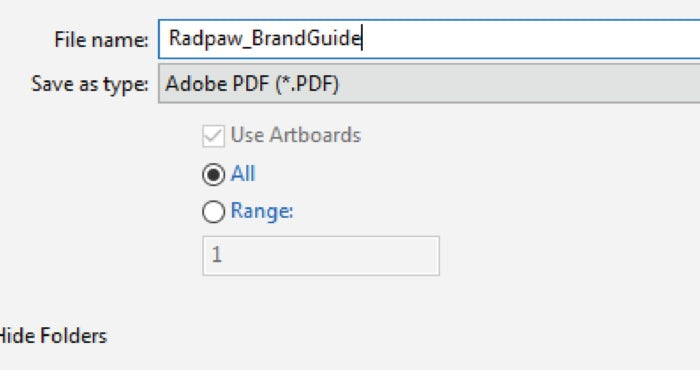 File name: Radpaw_BrandGuide
Save as type: Adobe PDF (*.PDF)
Use Artboards
All
Range:
1
Hide Folders